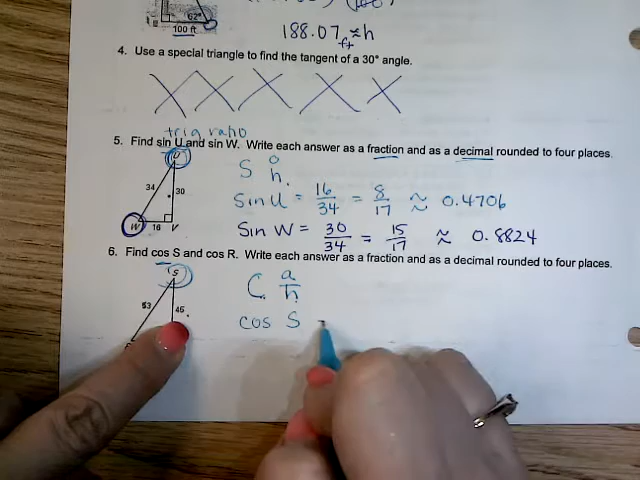 62°
100 ft
188.07 ft ≈ h
4. Use a special triangle to find the tangent of a 30° angle.
trig ratio
5. Find sin U and sin W. Write each answer as a fraction and as a decimal rounded to four places.
U
S o/h
34
30
sin U = 16/34 = 8/17 ≈ 0.4706
W 16 V
Sin W = 30/34 = 15/17 ≈ 0.8824
6. Find cos S and cos R. Write each answer as a fraction and as a decimal rounded to four places.
S
C a/h
53
45
cos S